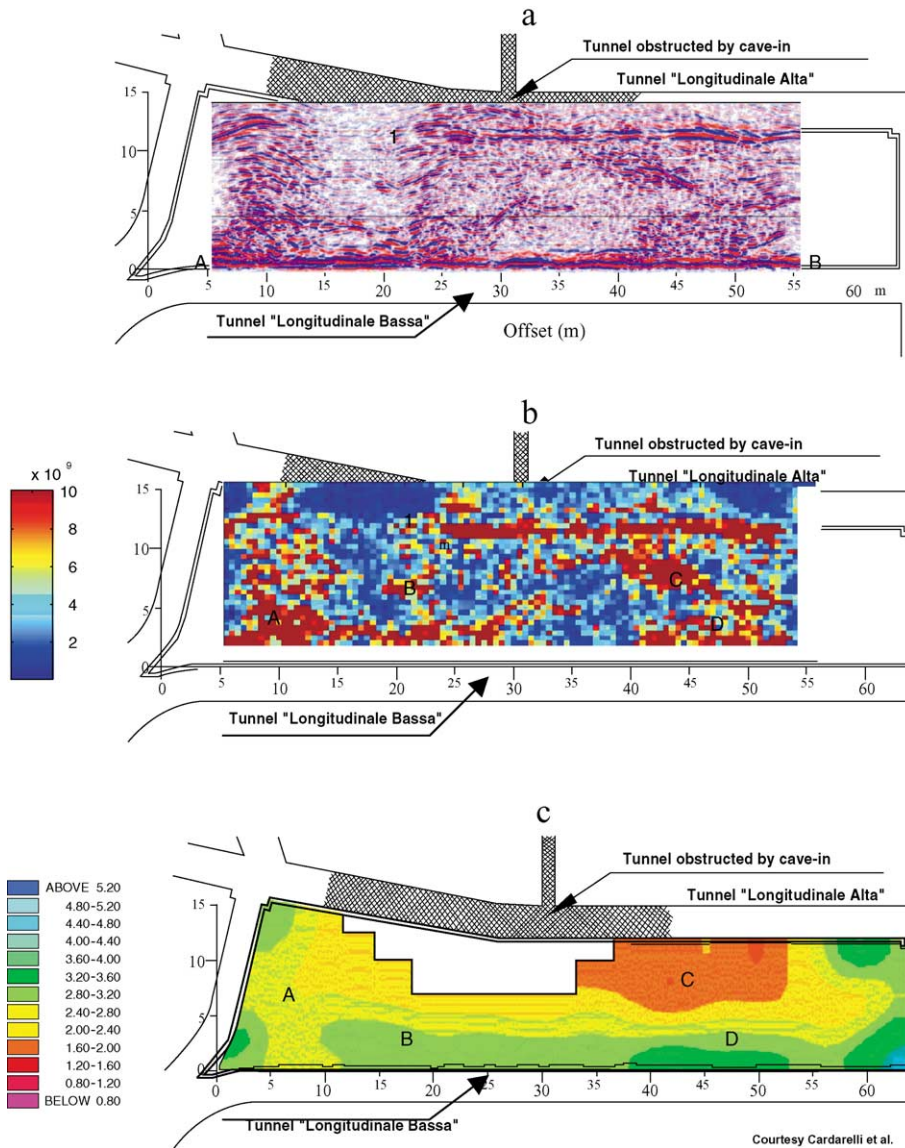 a
Tunnel obstructed by cave-in
Tunnel "Longitudinale Alta"
15
10
5
0
1
A
B
0 5 10 15 20 25 30 35 40 45 50 55 60 m
Tunnel "Longitudinale Bassa"
Offset (m)
b
Tunnel obstructed by cave-in
Tunnel "Longitudinale Alta"
x 10 9
10
8
6
4
2
15
10
5
0
1
m
B
C
A
D
0 5 10 15 20 25 30 35 40 45 50 55 60
Tunnel "Longitudinale Bassa"
c
Tunnel obstructed by cave-in
Tunnel "Longitudinale Alta"
ABOVE 5.20
4.80-5.20
4.40-4.80
4.00-4.40
3.60-4.00
3.20-3.60
2.80-3.20
2.40-2.80
2.00-2.40
1.60-2.00
1.20-1.60
0.80-1.20
BELOW 0.80
15
10
5
0
A
C
B
D
0 5 10 15 20 25 30 35 40 45 50 55 60
Tunnel "Longitudinale Bassa"
Courtesy Cardarelli et al.